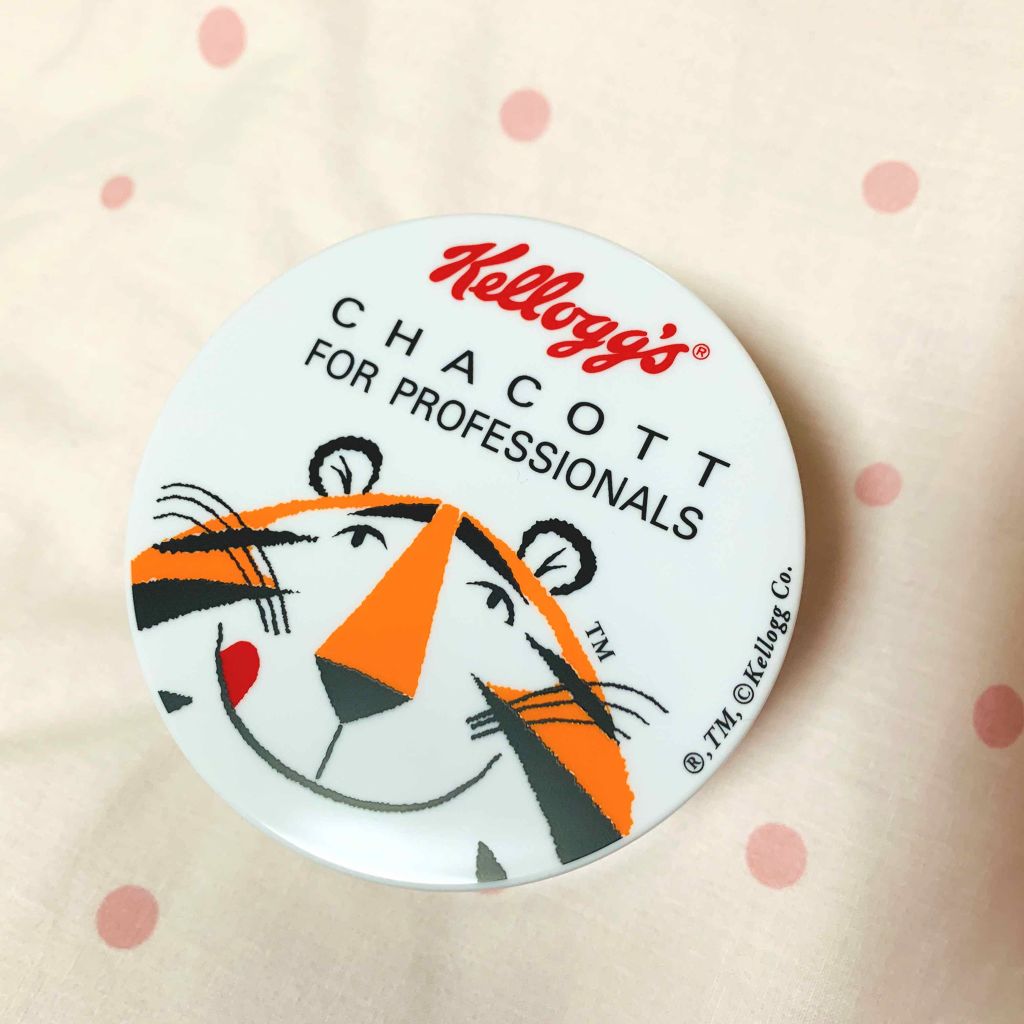 Kellogg's®
CHACOTT
FOR PROFESSIONALS
TM
®,TM,©Kellogg Co.